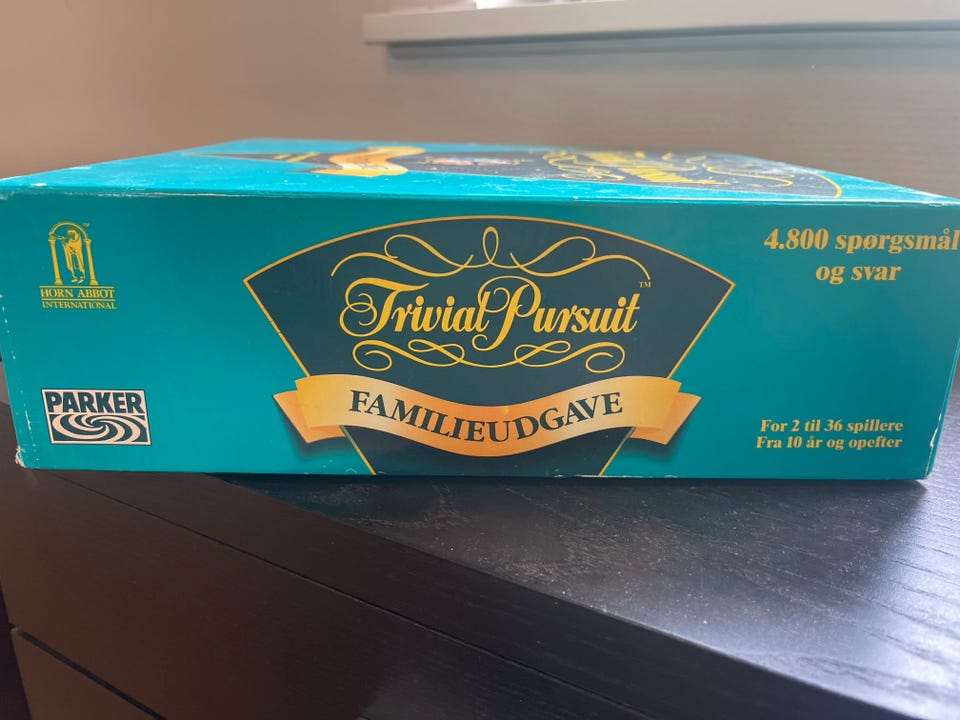 HORN ABBOT
INTERNATIONAL
Trivial Pursuit™
FAMILIEUDGAVE
PARKER
4.800 spørgsmål
og svar
For 2 til 36 spillere
Fra 10 år og opefter